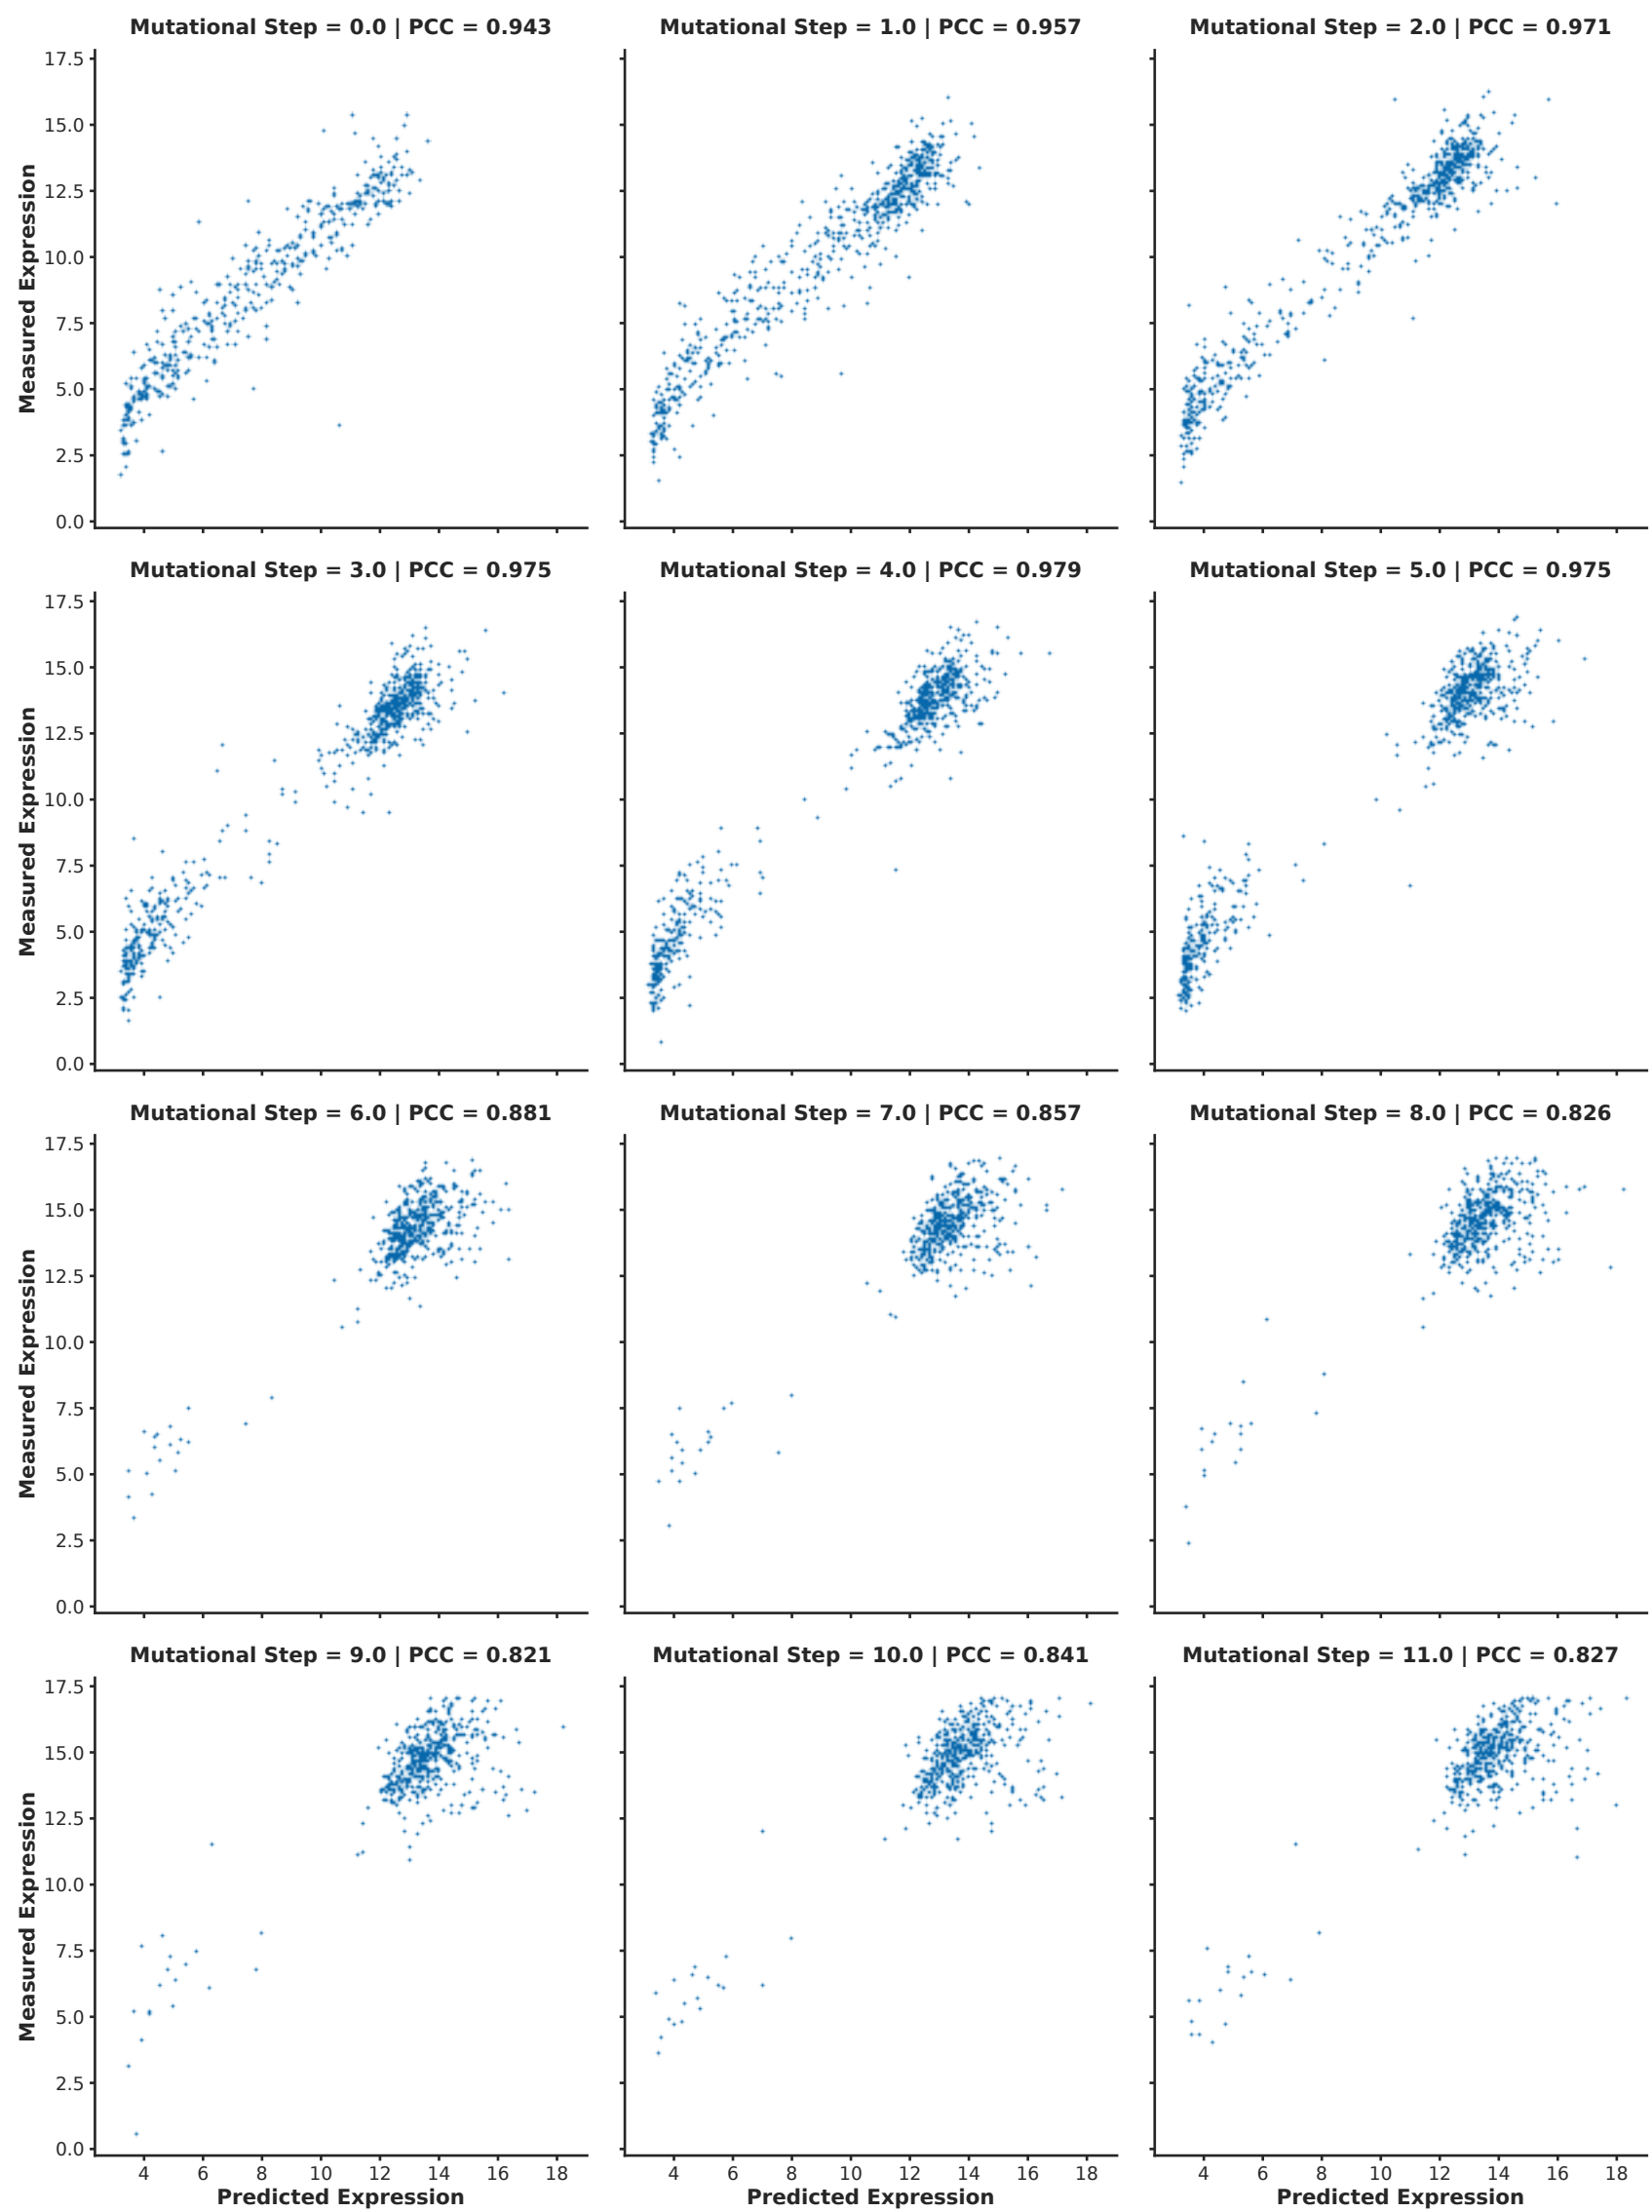 Mutational Step = 0.0 | PCC = 0.943
Mutational Step = 1.0 | PCC = 0.957
Mutational Step = 2.0 | PCC = 0.971
17.5
15.0
12.5
10.0
7.5
5.0
2.5
0.0
Measured Expression
Mutational Step = 3.0 | PCC = 0.975
Mutational Step = 4.0 | PCC = 0.979
Mutational Step = 5.0 | PCC = 0.975
17.5
15.0
12.5
10.0
7.5
5.0
2.5
0.0
Measured Expression
Mutational Step = 6.0 | PCC = 0.881
Mutational Step = 7.0 | PCC = 0.857
Mutational Step = 8.0 | PCC = 0.826
17.5
15.0
12.5
10.0
7.5
5.0
2.5
0.0
Measured Expression
Mutational Step = 9.0 | PCC = 0.821
Mutational Step = 10.0 | PCC = 0.841
Mutational Step = 11.0 | PCC = 0.827
17.5
15.0
12.5
10.0
7.5
5.0
2.5
0.0
Measured Expression
4 6 8 10 12 14 16 18
4 6 8 10 12 14 16 18
4 6 8 10 12 14 16 18
Predicted Expression
Predicted Expression
Predicted Expression